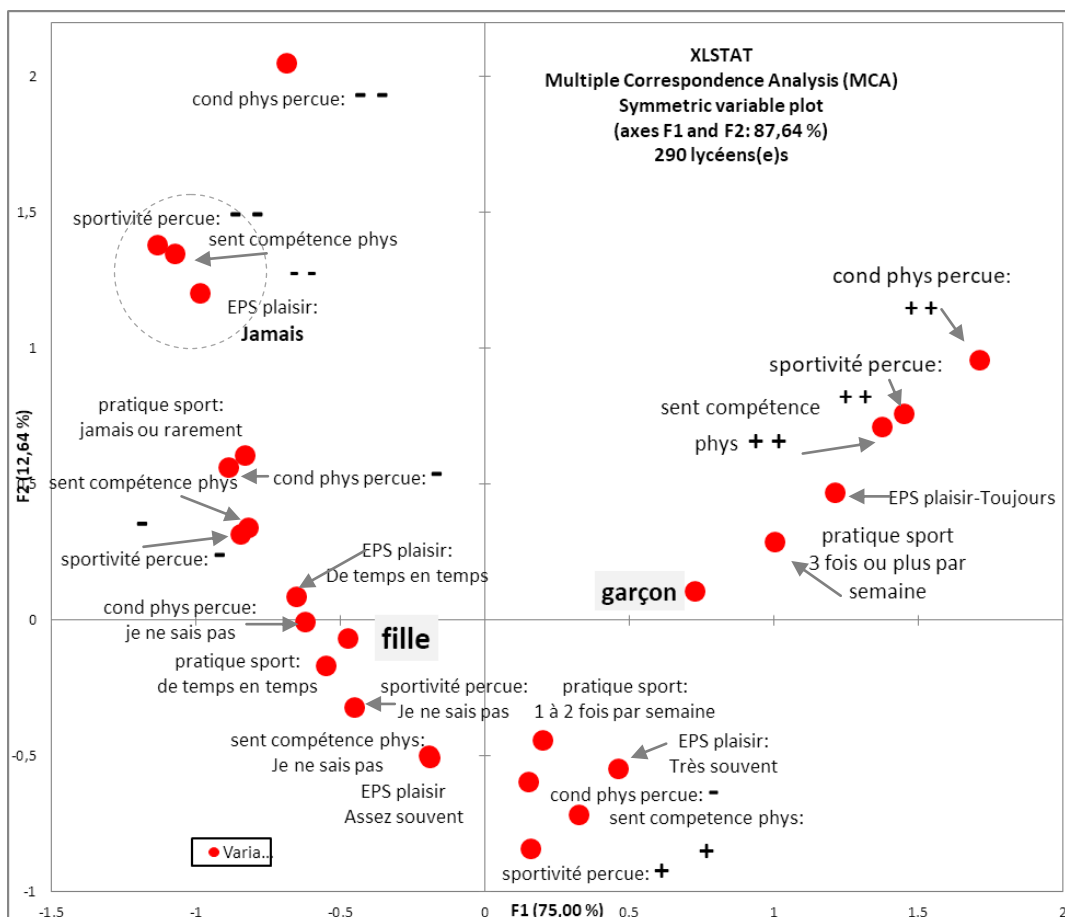 XLSTAT
Multiple Correspondence Analysis (MCA)
Symmetric variable plot
(axes F1 and F2: 87,64 %)
290 lycéens(e)s
2
cond phys percue: - -
1,5
sportivité percue: - -
sent compétence phys
- -
EPS plaisir:
Jamais
1
cond phys percue:
+ +
sportivité percue:
+ +
sent compétence
phys + +
EPS plaisir-Toujours
pratique sport
3 fois ou plus par
semaine
garçon
pratique sport:
jamais ou rarement
cond phys percue: -
sent compétence phys
-
sportivité percue: -
F2 (12,64 %)
,5
EPS plaisir:
De temps en temps
0
cond phys percue:
je ne sais pas
fille
pratique sport:
de temps en temps
sportivité percue:
Je ne sais pas
pratique sport:
1 à 2 fois par semaine
-0,5
sent compétence phys:
Je ne sais pas
EPS plaisir
Assez souvent
EPS plaisir:
Très souvent
cond phys percue: -
sent competence phys:
+
sportivité percue: +
Varia...
-1
-1.5
-1
-0.5
0
F1 (75,00 %)
0.5
1
1.5
2